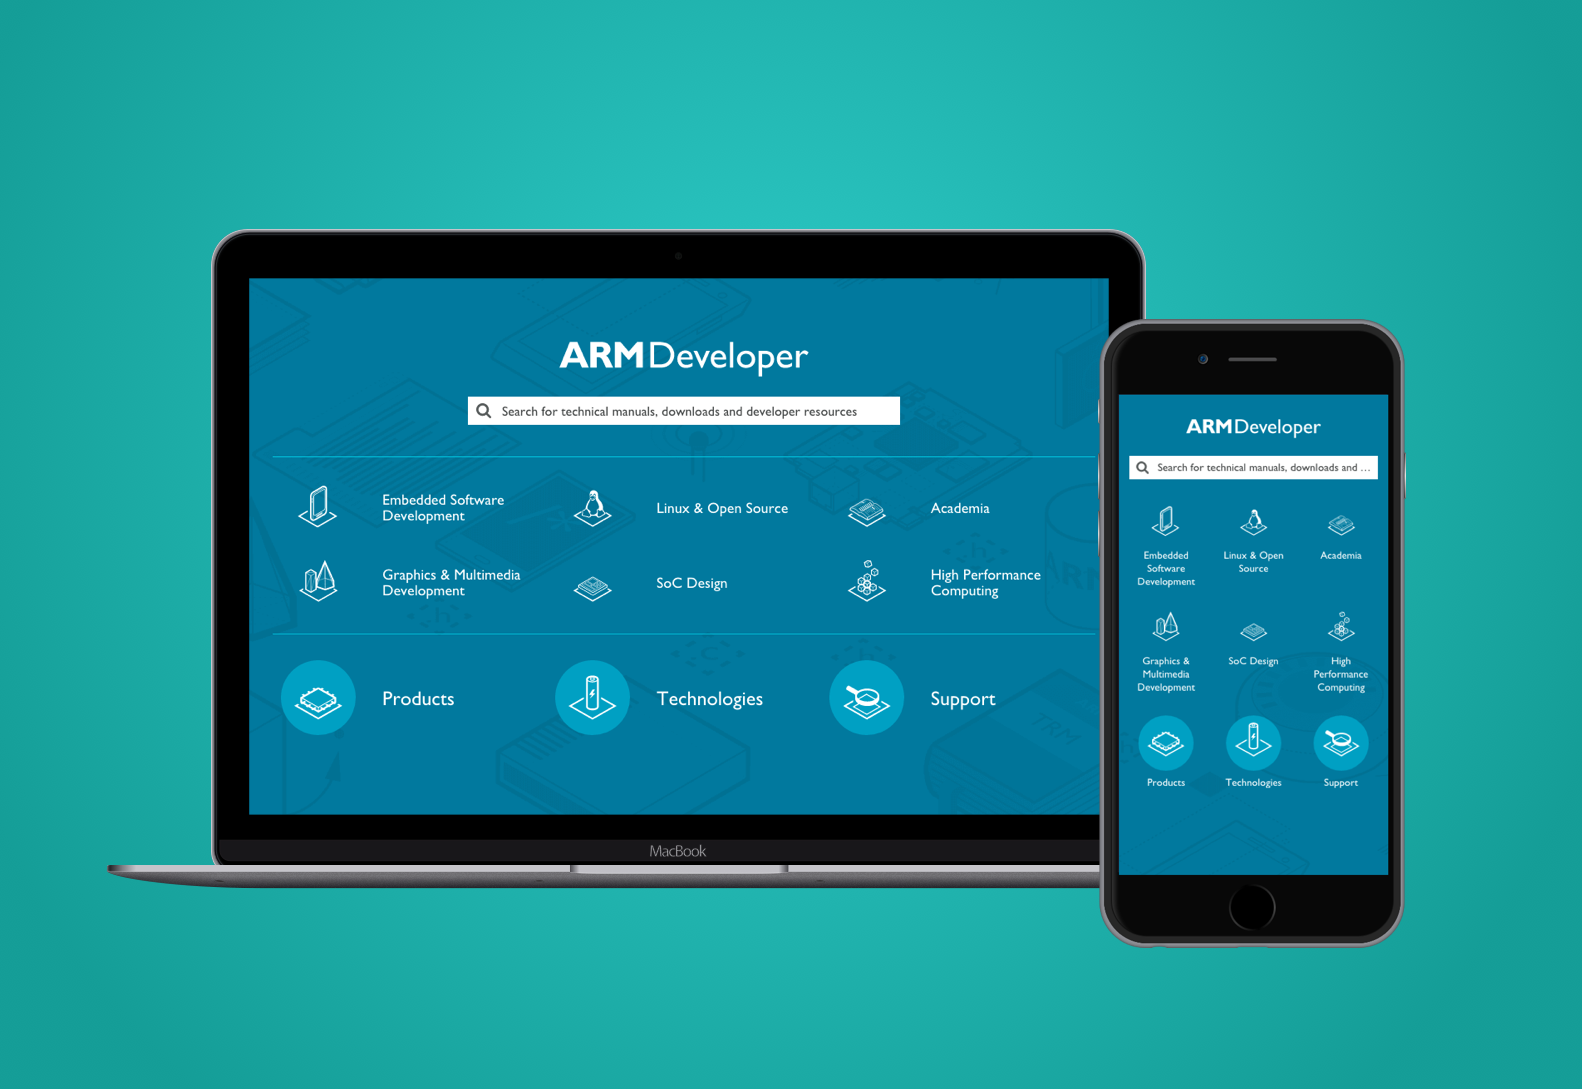 ARM Developer
Search for technical manuals, downloads and developer resources
Embedded Software
Development
Linux & Open Source
Academia
Graphics & Multimedia
Development
SoC Design
High Performance
Computing
Products
Technologies
Support
ARM
TRM
MacBook
ARM Developer
Search for technical manuals, downloads and ...
Embedded
Software
Development
Linux & Open
Source
Academia
Graphics &
Multimedia
Development
SoC Design
High
Performance
Computing
Products
Technologies
Support